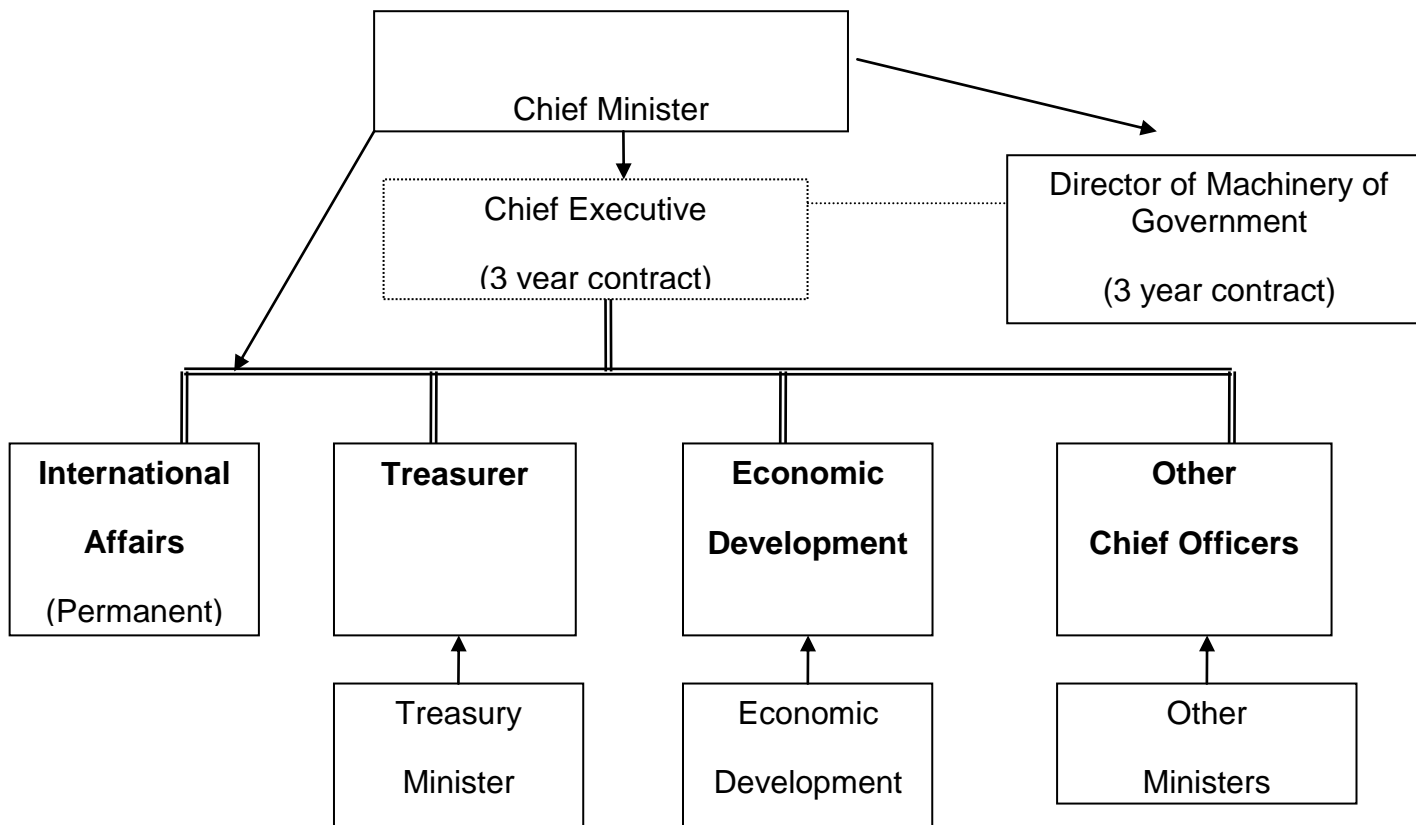 Chief Minister
Chief Executive
(3 year contract)
Director of Machinery of
Government
(3 year contract)
International
Affairs
(Permanent)
Treasurer
Economic
Development
Other
Chief Officers
Treasury
Minister
Economic
Development
Other
Ministers